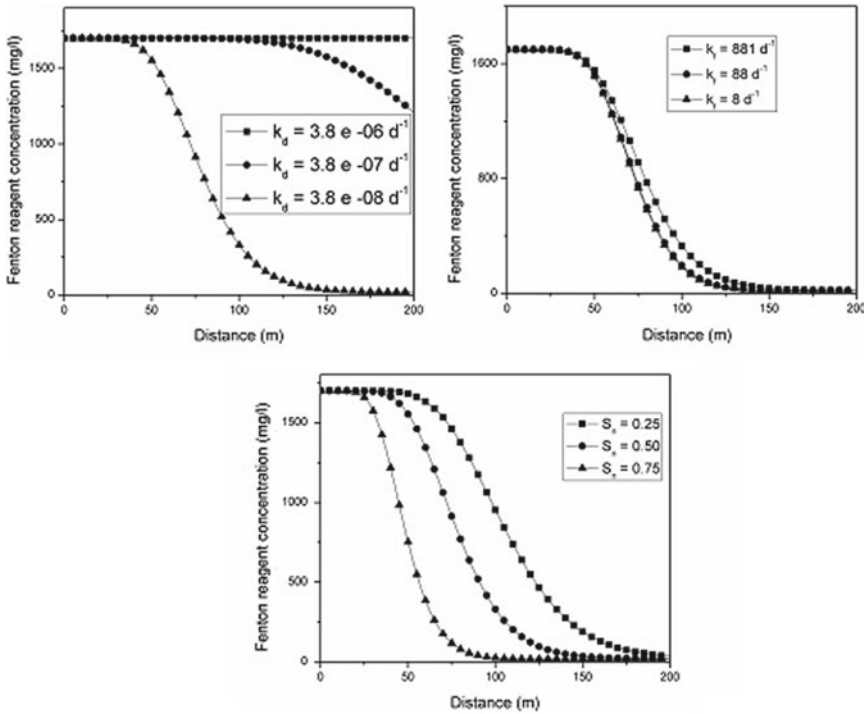 Fenton reagent concentration (mg/l)
1500
1000
500
0
k_d = 3.8 e -06 d⁻¹
k_d = 3.8 e -07 d⁻¹
k_d = 3.8 e -08 d⁻¹
0 50 100 150 200
Distance (m)
Fenton reagent concentration (mg/l)
1600
800
0
k_f = 881 d⁻¹
k_f = 88 d⁻¹
k_f = 8 d⁻¹
0 50 100 150 200
Distance (m)
Fenton reagent concentration (mg/l)
1500
1000
500
0
= 0.25
= 0.50
= 0.75
0 50 100 150 200
Distance (m)